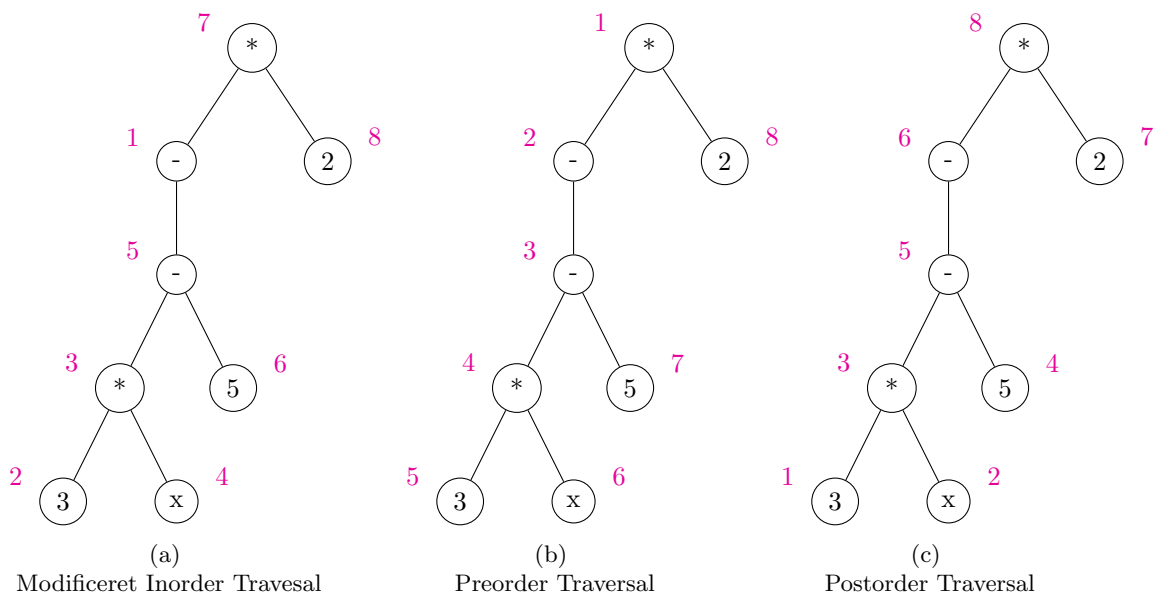 7 * 1 * 8 *
1 - 2 8 2 - 2 8 6 - 2 7
5 - 3 - 5 -
3 * 5 6 4 * 5 7 3 * 5 4
2 3 x 4 5 3 x 6 1 3 x 2
(a) (b) (c)
Modificeret Inorder Travesal Preorder Traversal Postorder Traversal